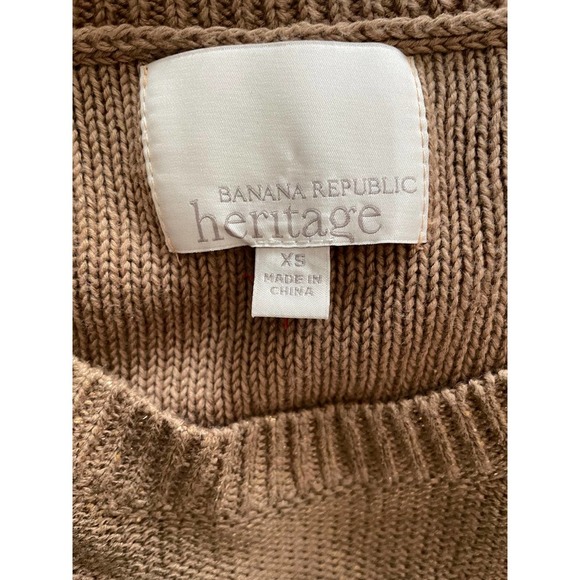 BANANA REPUBLIC
heritage
XS
MADE IN
CHINA